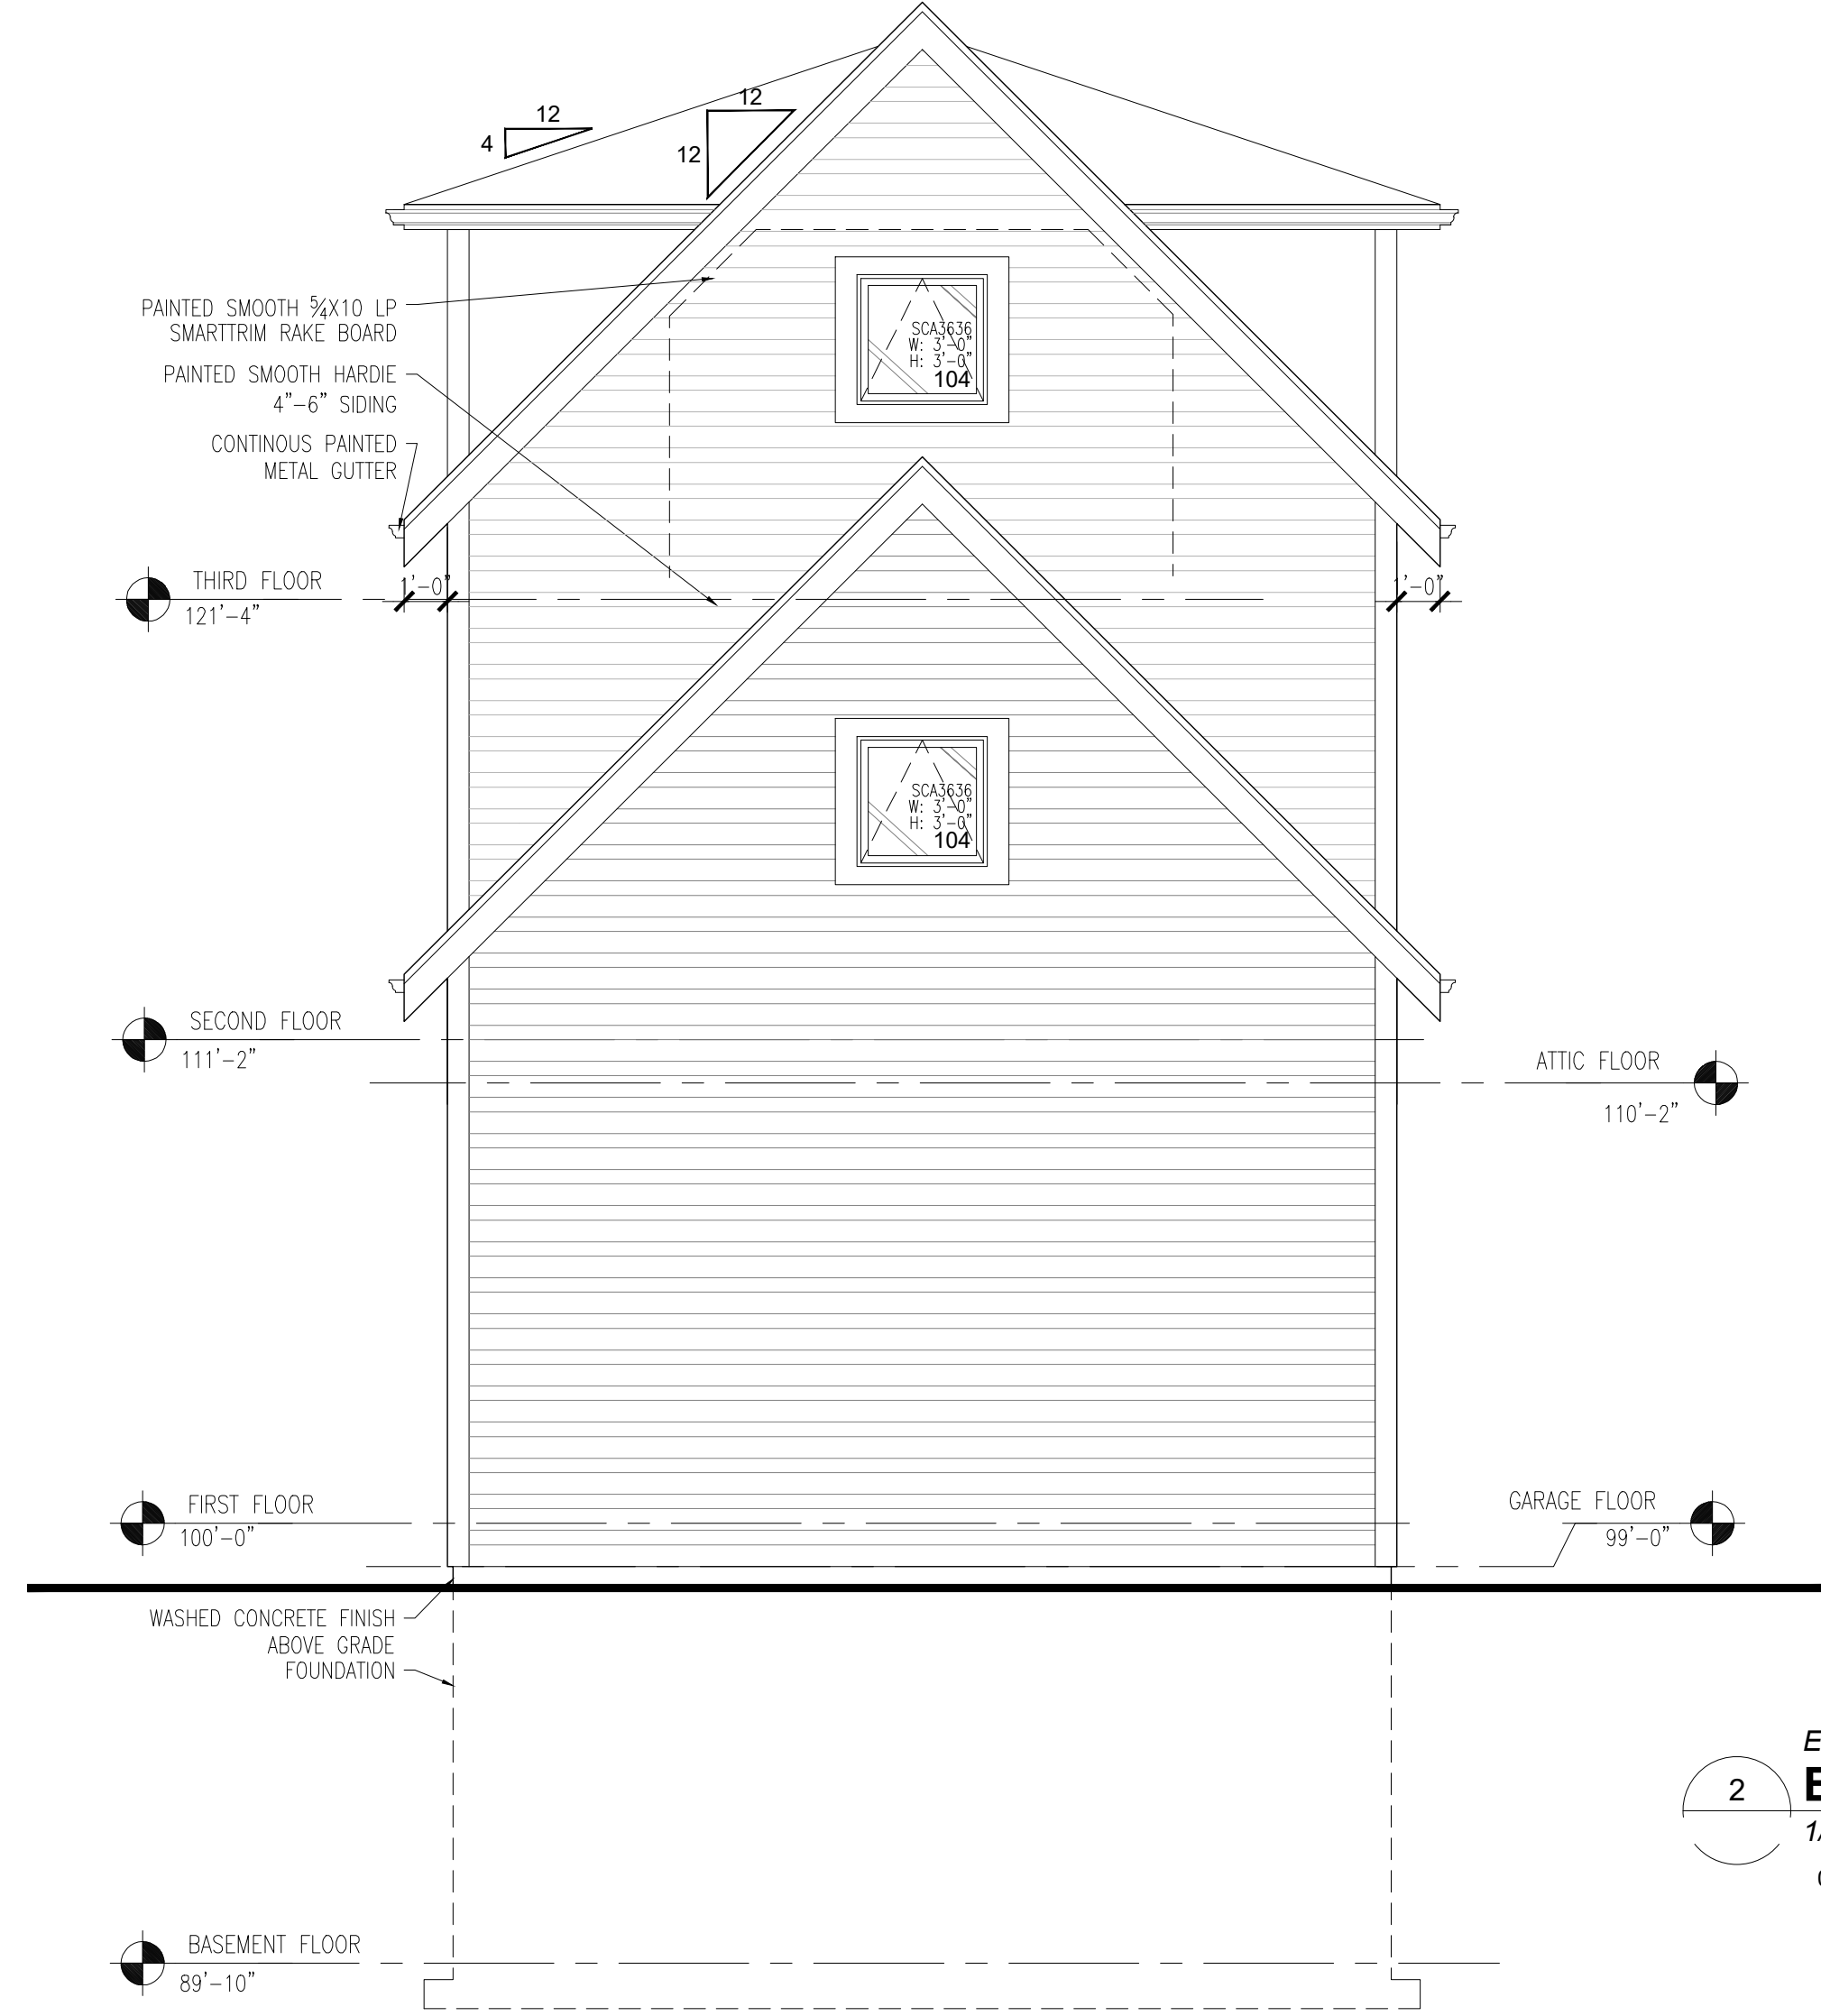 12
4
12
12
PAINTED SMOOTH 5/4X10 LP
SMARTTRIM RAKE BOARD
PAINTED SMOOTH HARDIE
4"-6" SIDING
CONTINOUS PAINTED
METAL GUTTER
SCA3636
W: 3'-0"
H: 3'-0"
104
THIRD FLOOR
121'-4"
1'-0"
1'-0"
SCA3636
W: 3'-0"
H: 3'-0"
104
SECOND FLOOR
111'-2"
ATTIC FLOOR
110'-2"
FIRST FLOOR
100'-0"
GARAGE FLOOR
99'-0"
WASHED CONCRETE FINISH
ABOVE GRADE
FOUNDATION
2
BASEMENT FLOOR
89'-10"